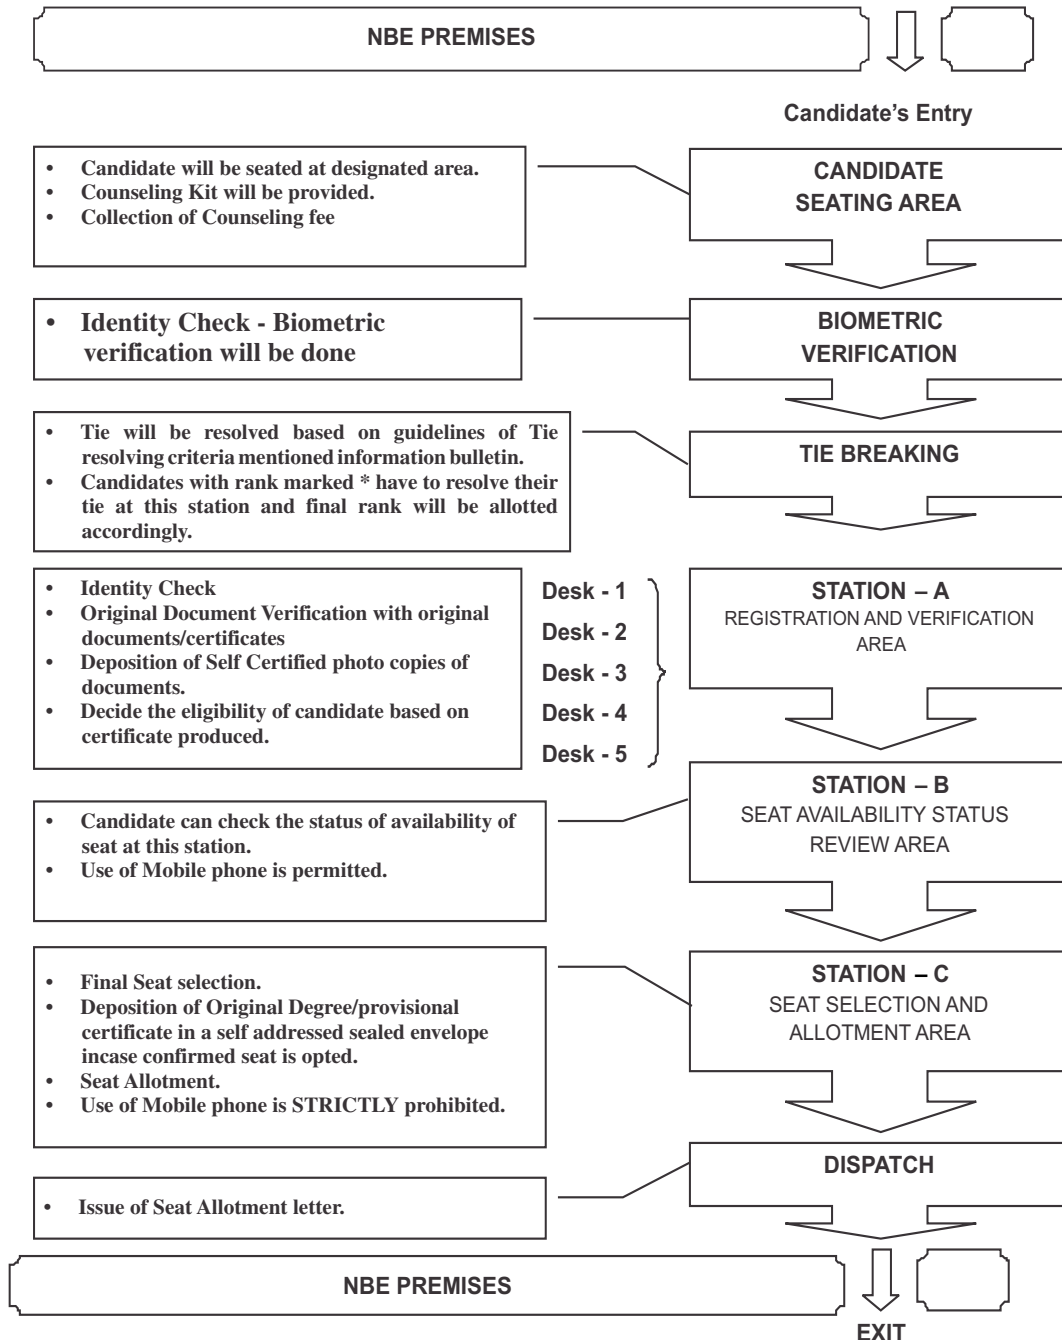 NBE PREMISES
Candidate's Entry
• Candidate will be seated at designated area.
• Counseling Kit will be provided.
• Collection of Counseling fee
CANDIDATE
SEATING AREA
• Identity Check - Biometric
verification will be done
BIOMETRIC
VERIFICATION
• Tie will be resolved based on guidelines of Tie
resolving criteria mentioned information bulletin.
• Candidates with rank marked * have to resolve their
tie at this station and final rank will be allotted
accordingly.
TIE BREAKING
• Identity Check
• Original Document Verification with original
documents/certificates
• Deposition of Self Certified photo copies of
documents.
• Decide the eligibility of candidate based on
certificate produced.
Desk - 1
Desk - 2
Desk - 3
Desk - 4
Desk - 5
STATION – A
REGISTRATION AND VERIFICATION
AREA
• Candidate can check the status of availability of
seat at this station.
• Use of Mobile phone is permitted.
STATION – B
SEAT AVAILABILITY STATUS
REVIEW AREA
• Final Seat selection.
• Deposition of Original Degree/provisional
certificate in a self addressed sealed envelope
incase confirmed seat is opted.
• Seat Allotment.
• Use of Mobile phone is STRICTLY prohibited.
STATION – C
SEAT SELECTION AND
ALLOTMENT AREA
• Issue of Seat Allotment letter.
DISPATCH
NBE PREMISES
EXIT